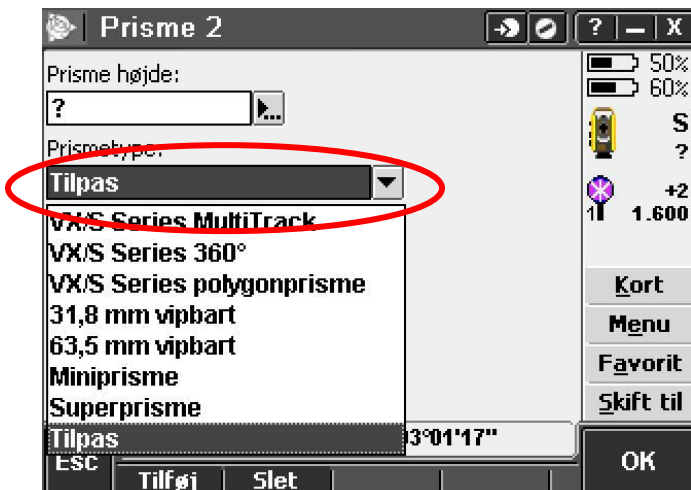 Prisme 2
? – X
Prisme højde:
?
Prismetype:
Tilpas
VX/S Series MultiTrack
VX/S Series 360°
VX/S Series polygonprisme
31,8 mm vipbart
63,5 mm vipbart
Miniprisme
Superprisme
Tilpas
3°01'17"
Esc
Tilføj
Slet
50%
60%
S
?
+2
1 1.600
Kort
Menu
Favorit
Skift til
OK